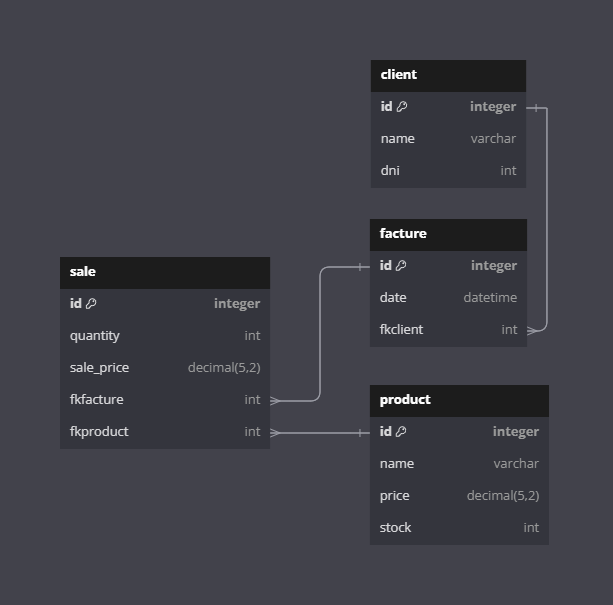 client
id integer
name varchar
dni int
facture
id integer
date datetime
fkclient int
sale
id integer
quantity int
sale_price decimal(5,2)
fkfacture int
fkproduct int
product
id integer
name varchar
price decimal(5,2)
stock int